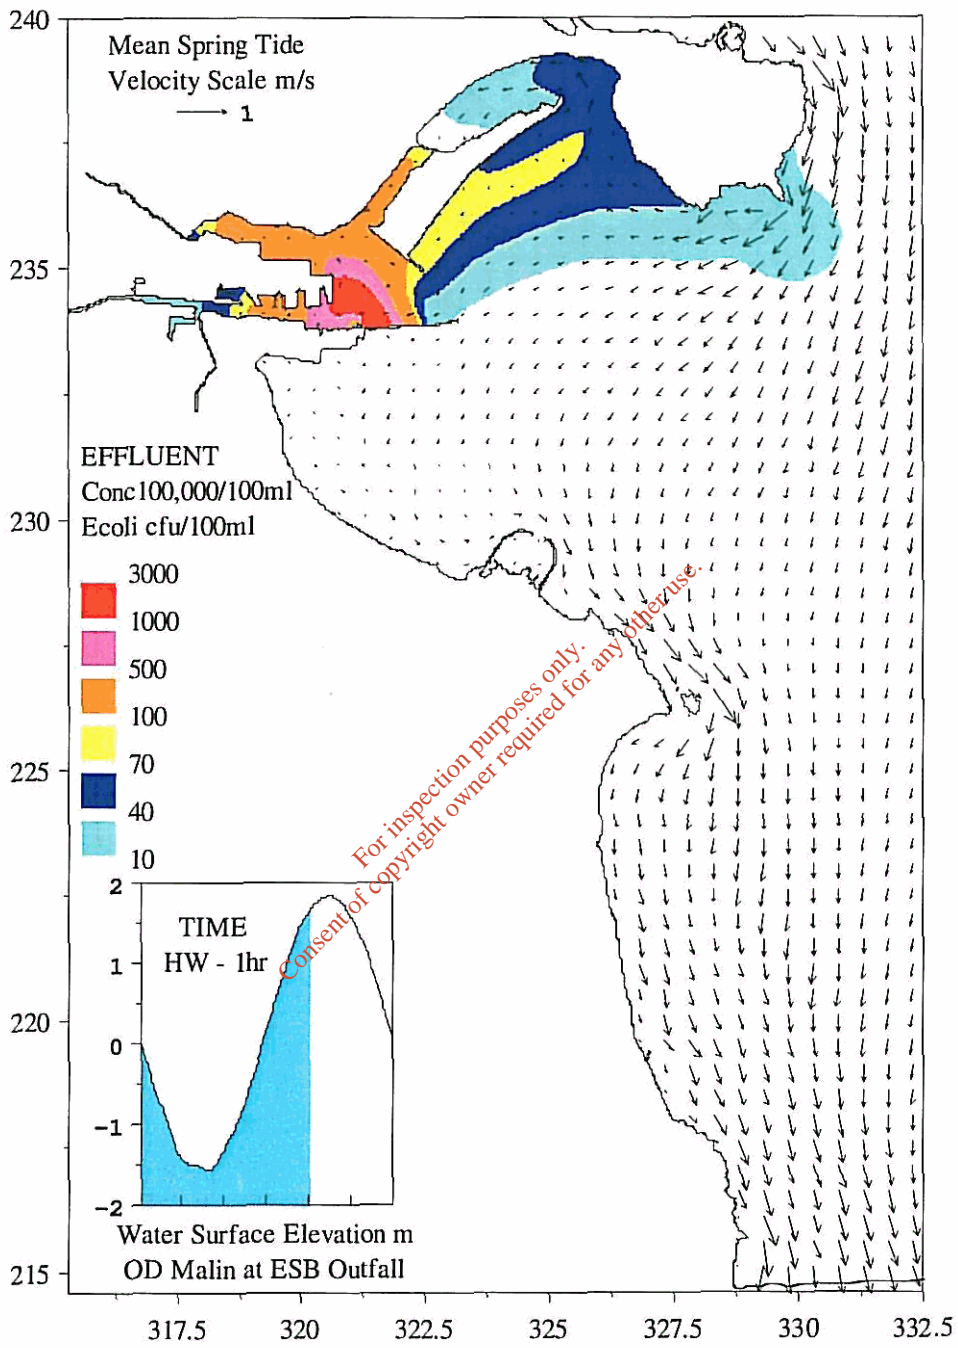 240
Mean Spring Tide
Velocity Scale m/s
1
235
EFFLUENT
Conc100,000/100ml
Ecoli cfu/100ml
230
3000
1000
500
100
70
40
10
225
For inspection purposes only.
Consent of copyright owner required for any other use.
2
TIME
HW - 1hr
1
0
-1
-2
220
Water Surface Elevation m
OD Malin at ESB Outfall
215
317.5 320 322.5 325 327.5 330 332.5